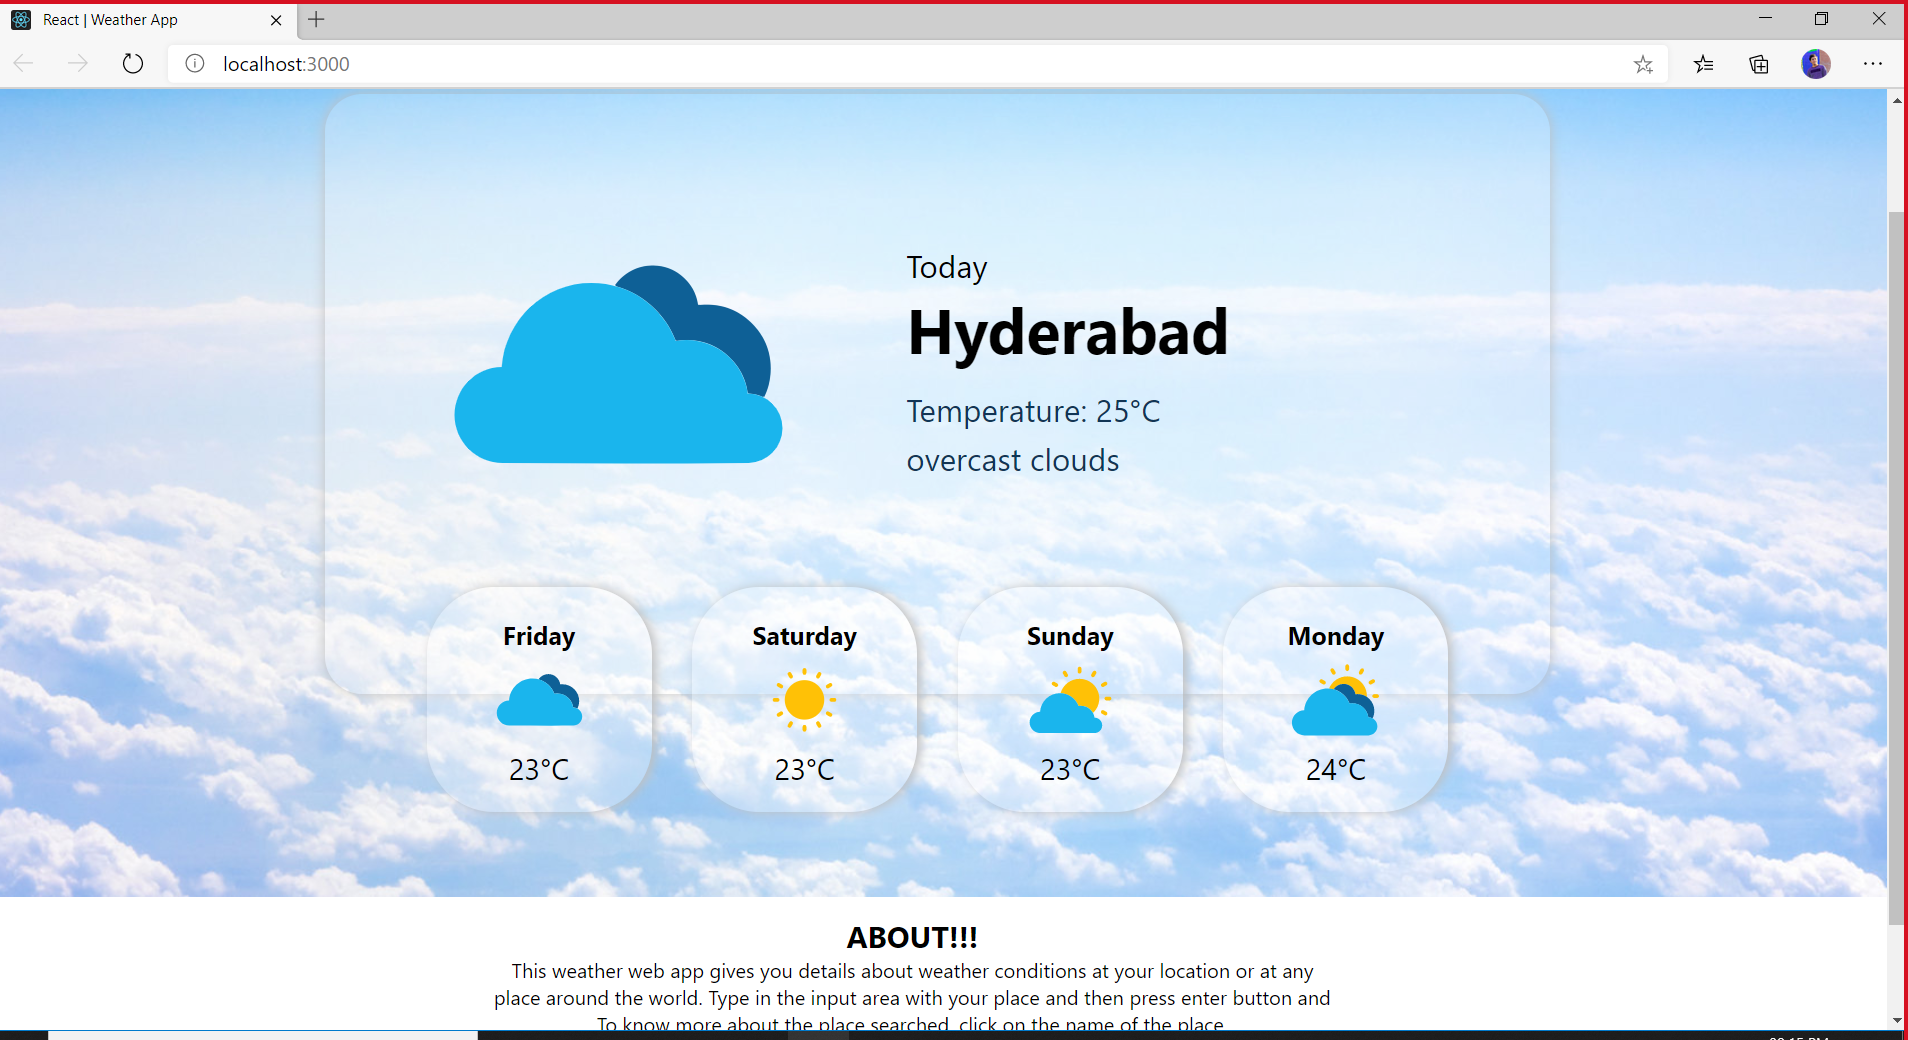 React | Weather App
localhost:3000
Today
Hyderabad
Temperature: 25°C
overcast clouds
Friday
Saturday
Sunday
Monday
23°C
23°C
23°C
24°C
ABOUT!!!
This weather web app gives you details about weather conditions at your location or at any
place around the world. Type in the input area with your place and then press enter button and
To know more about the place searched, click on the name of the place